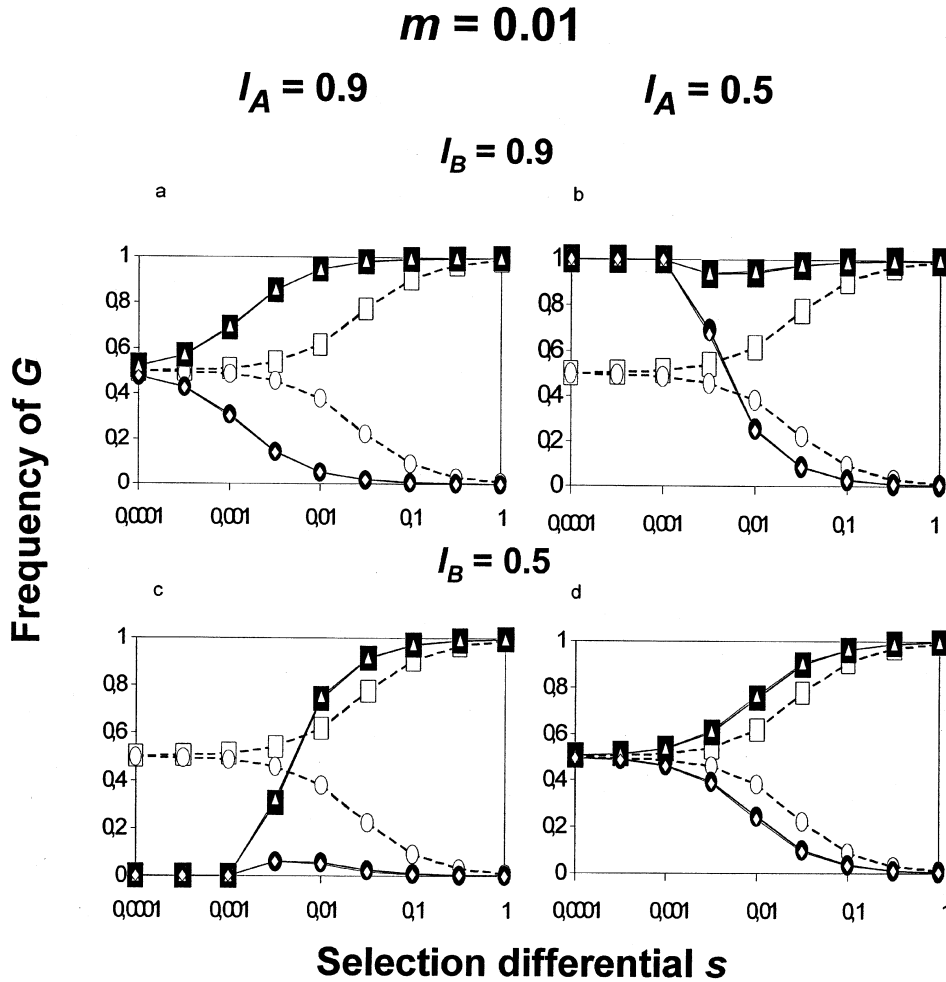 m = 0.01
I_A = 0.9 I_A = 0.5
I_B = 0.9
a b
1 1
0,8 0,8
0,6 0,6
0,4 0,4
0,2 0,2
0 0
0,0001 0,001 0,01 0,1 1 0,0001 0,001 0,01 0,1 1
I_B = 0.5
c d
1 1
0,8 0,8
0,6 0,6
0,4 0,4
0,2 0,2
0 0
0,0001 0,001 0,01 0,1 1 0,0001 0,001 0,01 0,1 1
Frequency of G
Selection differential s